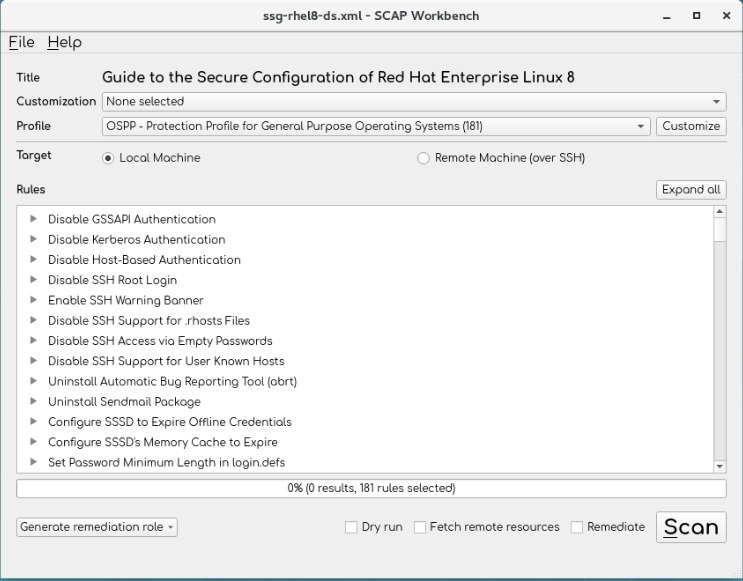 ssg-rhel8-ds.xml - SCAP Workbench
File Help
Title Guide to the Secure Configuration of Red Hat Enterprise Linux 8
Customization None selected
Profile OSPP - Protection Profile for General Purpose Operating Systems (181) Customize
Target Local Machine Remote Machine (over SSH)
Rules Expand all
Disable GSSAPI Authentication
Disable Kerberos Authentication
Disable Host-Based Authentication
Disable SSH Root Login
Enable SSH Warning Banner
Disable SSH Support for .rhosts Files
Disable SSH Access via Empty Passwords
Disable SSH Support for User Known Hosts
Uninstall Automatic Bug Reporting Tool (abrt)
Uninstall Sendmail Package
Configure SSSD to Expire Offline Credentials
Configure SSSD's Memory Cache to Expire
Set Password Minimum Length in login.defs
0% (0 results, 181 rules selected)
Generate remediation role Dry run Fetch remote resources Remediate Scan